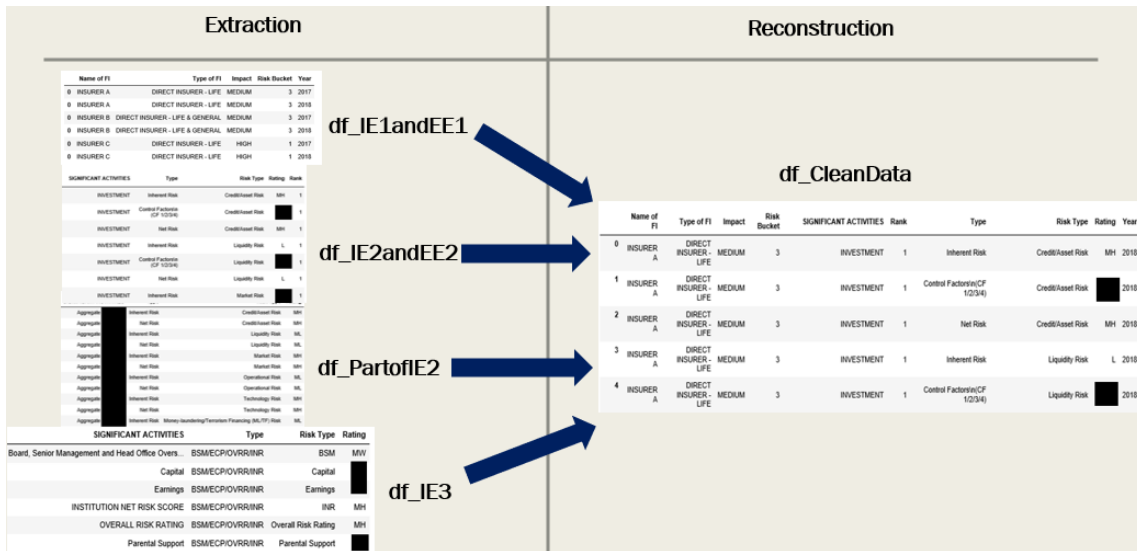 Extraction
Reconstruction
Name of FI Type of FI Impact Risk Bucket Year
0 INSURER A DIRECT INSURER - LIFE MEDIUM 3 2017
0 INSURER A DIRECT INSURER - LIFE MEDIUM 3 2018
0 INSURER B DIRECT INSURER - LIFE & GENERAL MEDIUM 3 2017
0 INSURER B DIRECT INSURER - LIFE & GENERAL MEDIUM 3 2018
0 INSURER C DIRECT INSURER - LIFE HIGH 1 2017
0 INSURER C DIRECT INSURER - LIFE HIGH 1 2018
df_IE1andEE1
SIGNIFICANT ACTIVITIES Type Risk Type Rating Rank
INVESTMENT Inherent Risk Credit/Asset Risk MH 1
INVESTMENT Control Factors\n
(CF 1/2/3/4) Credit/Asset Risk 1
INVESTMENT Net Risk Credit/Asset Risk MH 1
INVESTMENT Inherent Risk Liquidity Risk L 1
INVESTMENT Control Factors\n
(CF 1/2/3/4) Liquidity Risk 1
INVESTMENT Net Risk Liquidity Risk L 1
INVESTMENT Inherent Risk Market Risk 1
df_IE2andEE2
Aggregate Inherent Risk Credit/Asset Risk MH
Aggregate Net Risk Credit/Asset Risk MH
Aggregate Inherent Risk Liquidity Risk ML
Aggregate Net Risk Liquidity Risk ML
Aggregate Inherent Risk Market Risk MH
Aggregate Net Risk Market Risk MH
Aggregate Inherent Risk Operational Risk ML
Aggregate Net Risk Operational Risk ML
Aggregate Inherent Risk Technology Risk MH
Aggregate Net Risk Technology Risk MH
Aggregate Inherent Risk Money-laundering/Terrorism Financing (ML/TF) Risk ML
df_PartofIE2
SIGNIFICANT ACTIVITIES Type Risk Type Rating
Board, Senior Management and Head Office Overs... BSM/ECP/OVRR/INR BSM MW
Capital BSM/ECP/OVRR/INR Capital
Earnings BSM/ECP/OVRR/INR Earnings
INSTITUTION NET RISK SCORE BSM/ECP/OVRR/INR INR MH
OVERALL RISK RATING BSM/ECP/OVRR/INR Overall Risk Rating MH
Parental Support BSM/ECP/OVRR/INR Parental Support
df_IE3
df_CleanData
Name of
FI Type of FI Impact Risk
Bucket SIGNIFICANT ACTIVITIES Rank Type Risk Type Rating Year
0 INSURER
A DIRECT
INSURER -
LIFE MEDIUM 3 INVESTMENT 1 Inherent Risk Credit/Asset Risk MH 2018
1 INSURER
A DIRECT
INSURER -
LIFE MEDIUM 3 INVESTMENT 1 Control Factors\n(CF
1/2/3/4) Credit/Asset Risk 2018
2 INSURER
A DIRECT
INSURER -
LIFE MEDIUM 3 INVESTMENT 1 Net Risk Credit/Asset Risk MH 2018
3 INSURER
A DIRECT
INSURER -
LIFE MEDIUM 3 INVESTMENT 1 Inherent Risk Liquidity Risk L 2018
4 INSURER
A DIRECT
INSURER -
LIFE MEDIUM 3 INVESTMENT 1 Control Factors\n(CF
1/2/3/4) Liquidity Risk 2018